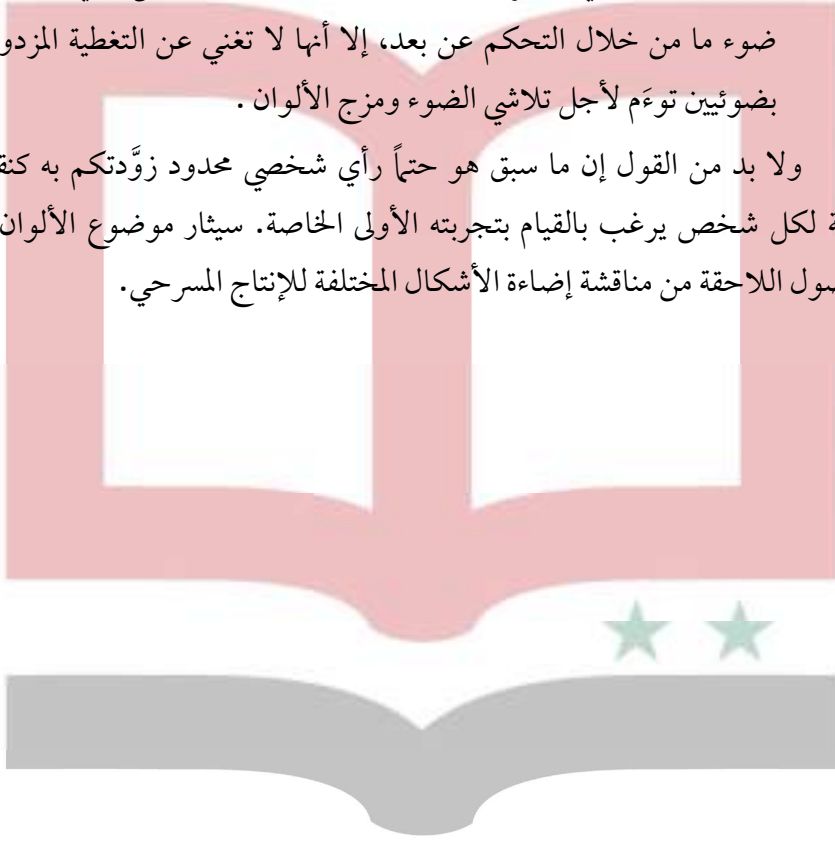 ضوء ما من خلال التحكم عن بعد، إلا أنها لا تغني عن التغطية المزدو
بضوئيين توءَم لأجل تلاشي الضوء ومزج الألوان .
ولا بد من القول إن ما سبق هو حتماً رأي شخصي محدود زوَّدتكم به كنق
ة لكل شخص يرغب بالقيام بتجربته الأولى الخاصة. سيثار موضوع الألوان
صول اللاحقة من مناقشة إضاءة الأشكال المختلفة للإنتاج المسرحي.